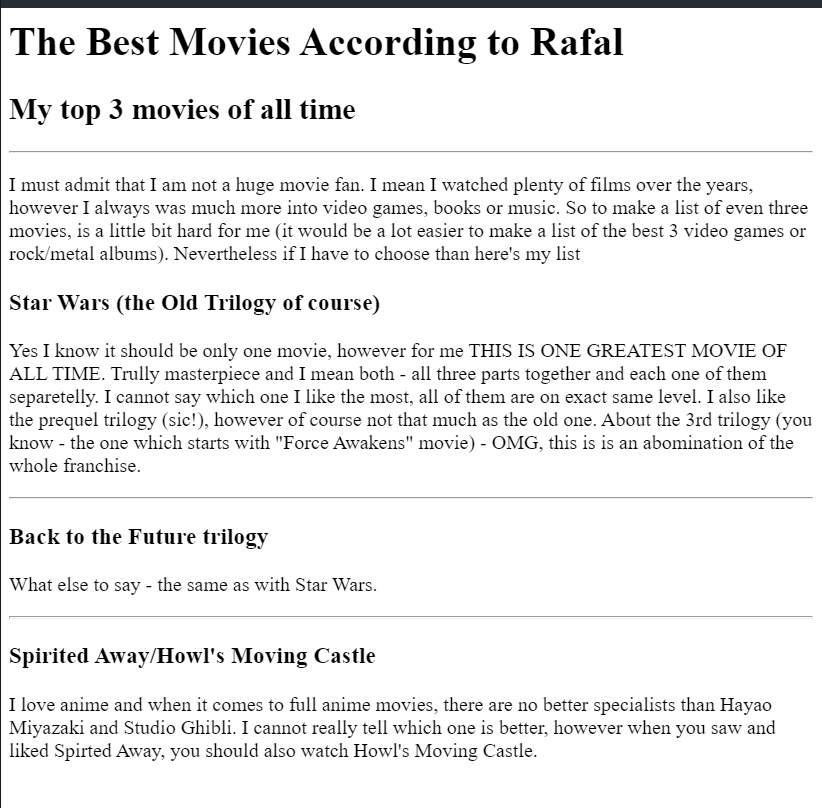 The Best Movies According to Rafal
My top 3 movies of all time
I must admit that I am not a huge movie fan. I mean I watched plenty of films over the years,
however I always was much more into video games, books or music. So to make a list of even three
movies, is a little bit hard for me (it would be a lot easier to make a list of the best 3 video games or
rock/metal albums). Nevertheless if I have to choose than here's my list
Star Wars (the Old Trilogy of course)
Yes I know it should be only one movie, however for me THIS IS ONE GREATEST MOVIE OF
ALL TIME. Trully masterpiece and I mean both - all three parts together and each one of them
separetelly. I cannot say which one I like the most, all of them are on exact same level. I also like
the prequel trilogy (sic!), however of course not that much as the old one. About the 3rd trilogy (you
know - the one which starts with "Force Awakens" movie) - OMG, this is is an abomination of the
whole franchise.
Back to the Future trilogy
What else to say - the same as with Star Wars.
Spirited Away/Howl's Moving Castle
I love anime and when it comes to full anime movies, there are no better specialists than Hayao
Miyazaki and Studio Ghibli. I cannot really tell which one is better, however when you saw and
liked Spirted Away, you should also watch Howl's Moving Castle.